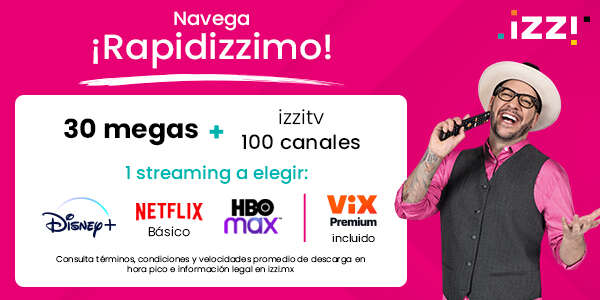 Navega
¡Rapidizzimo!
izzi
30 megas + izzitv
100 canales
1 streaming a elegir:
Disney+
NETFLIX
Básico
HBO
max
ViX
Premium
incluido
Consulta términos, condiciones y velocidades promedio de descarga en
hora pico e información legal en izzi.mx